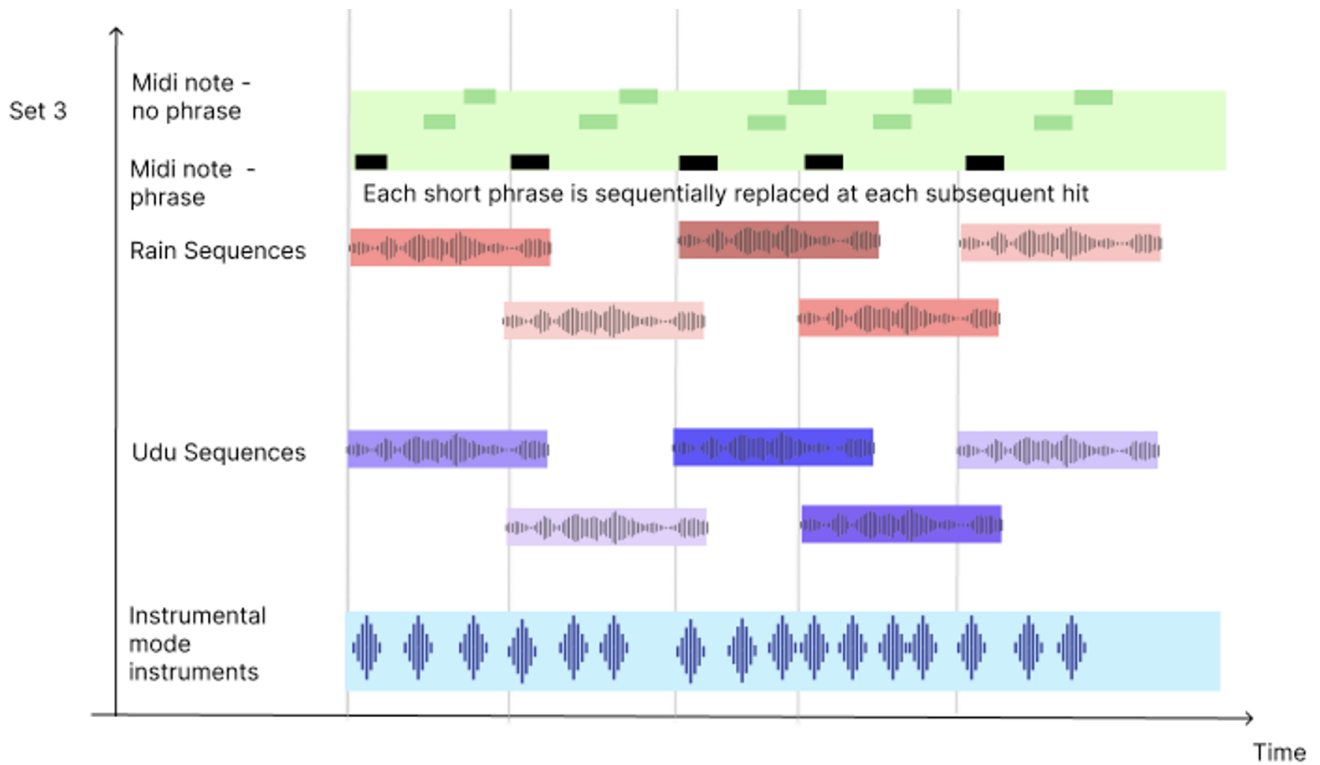 Midi note -
no phrase
Set 3
Midi note  -
phrase
Each short phrase is sequentially replaced at each subsequent hit
Rain Sequences
Udu Sequences
Instrumental
mode
instruments
Time